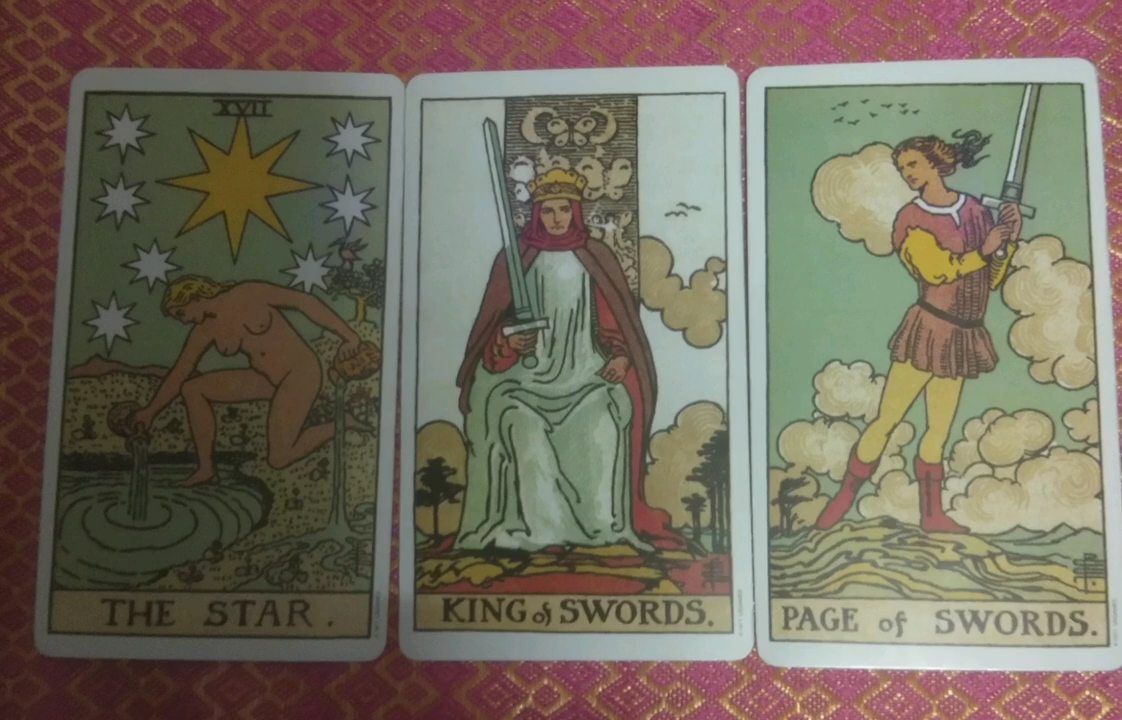 XVII
THE STAR.
KING of SWORDS.
PAGE of SWORDS.